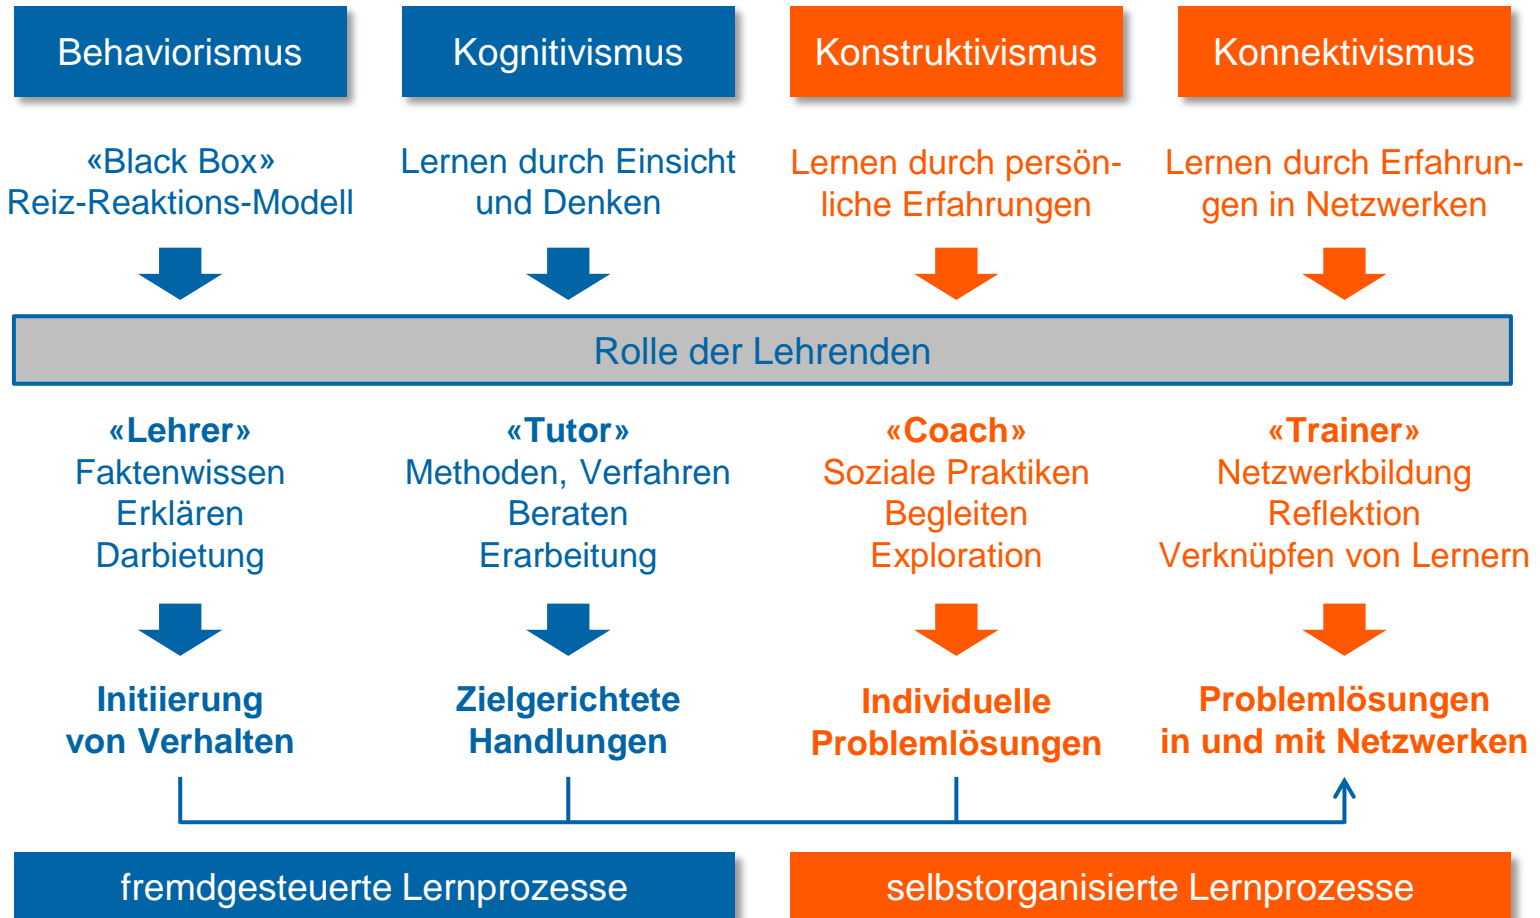 Behaviorismus
Kognitivismus
Konstruktivismus
Konnektivismus
«Black Box»
Reiz-Reaktions-Modell
Lernen durch Einsicht
und Denken
Lernen durch persön-
liche Erfahrungen
Lernen durch Erfahrun-
gen in Netzwerken
Rolle der Lehrenden
«Lehrer»
Faktenwissen
Erklären
Darbietung
«Tutor»
Methoden, Verfahren
Beraten
Erarbeitung
«Coach»
Soziale Praktiken
Begleiten
Exploration
«Trainer»
Netzwerkbildung
Reflektion
Verknüpfen von Lernern
Initiierung
von Verhalten
Zielgerichtete
Handlungen
Individuelle
Problemlösungen
Problemlösungen
in und mit Netzwerken
fremdgesteuerte Lernprozesse
selbstorganisierte Lernprozesse